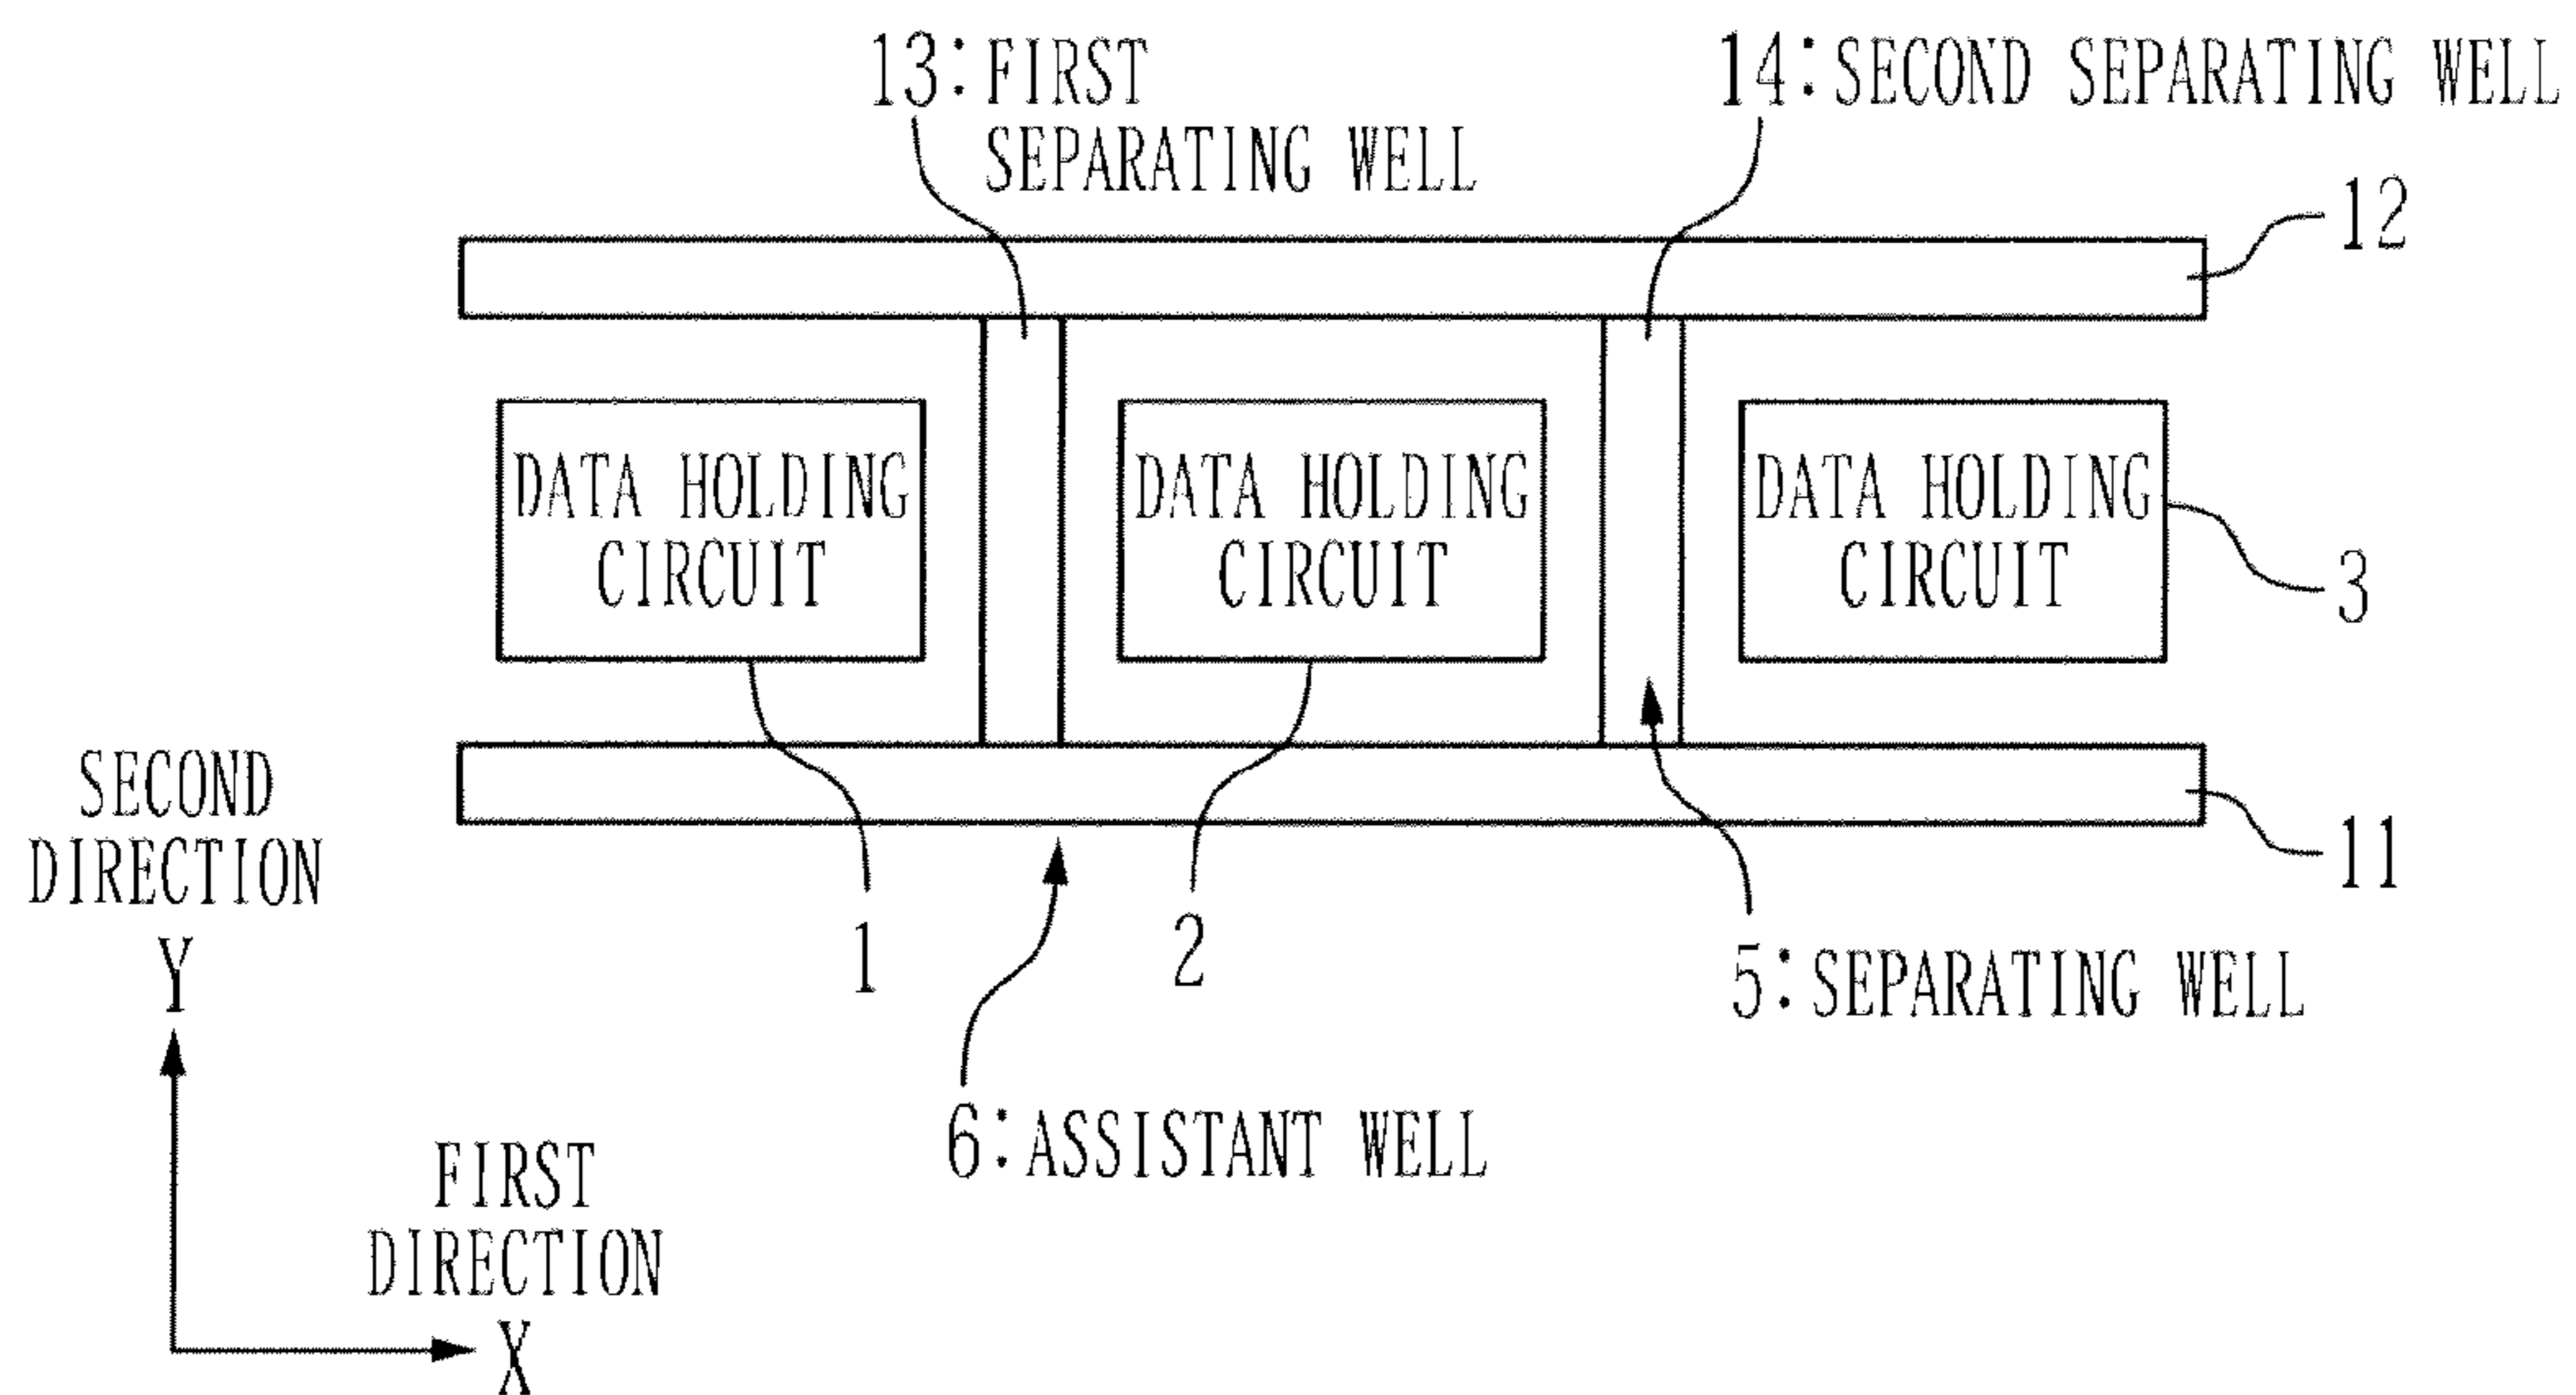 13: FIRST
SEPARATING WELL
14: SECOND SEPARATING WELL
12
DATA HOLDING
CIRCUIT
DATA HOLDING
CIRCUIT
DATA HOLDING
CIRCUIT
3
11
1
2
5: SEPARATING WELL
6: ASSISTANT WELL
SECOND
DIRECTION
Y
FIRST
DIRECTION
X